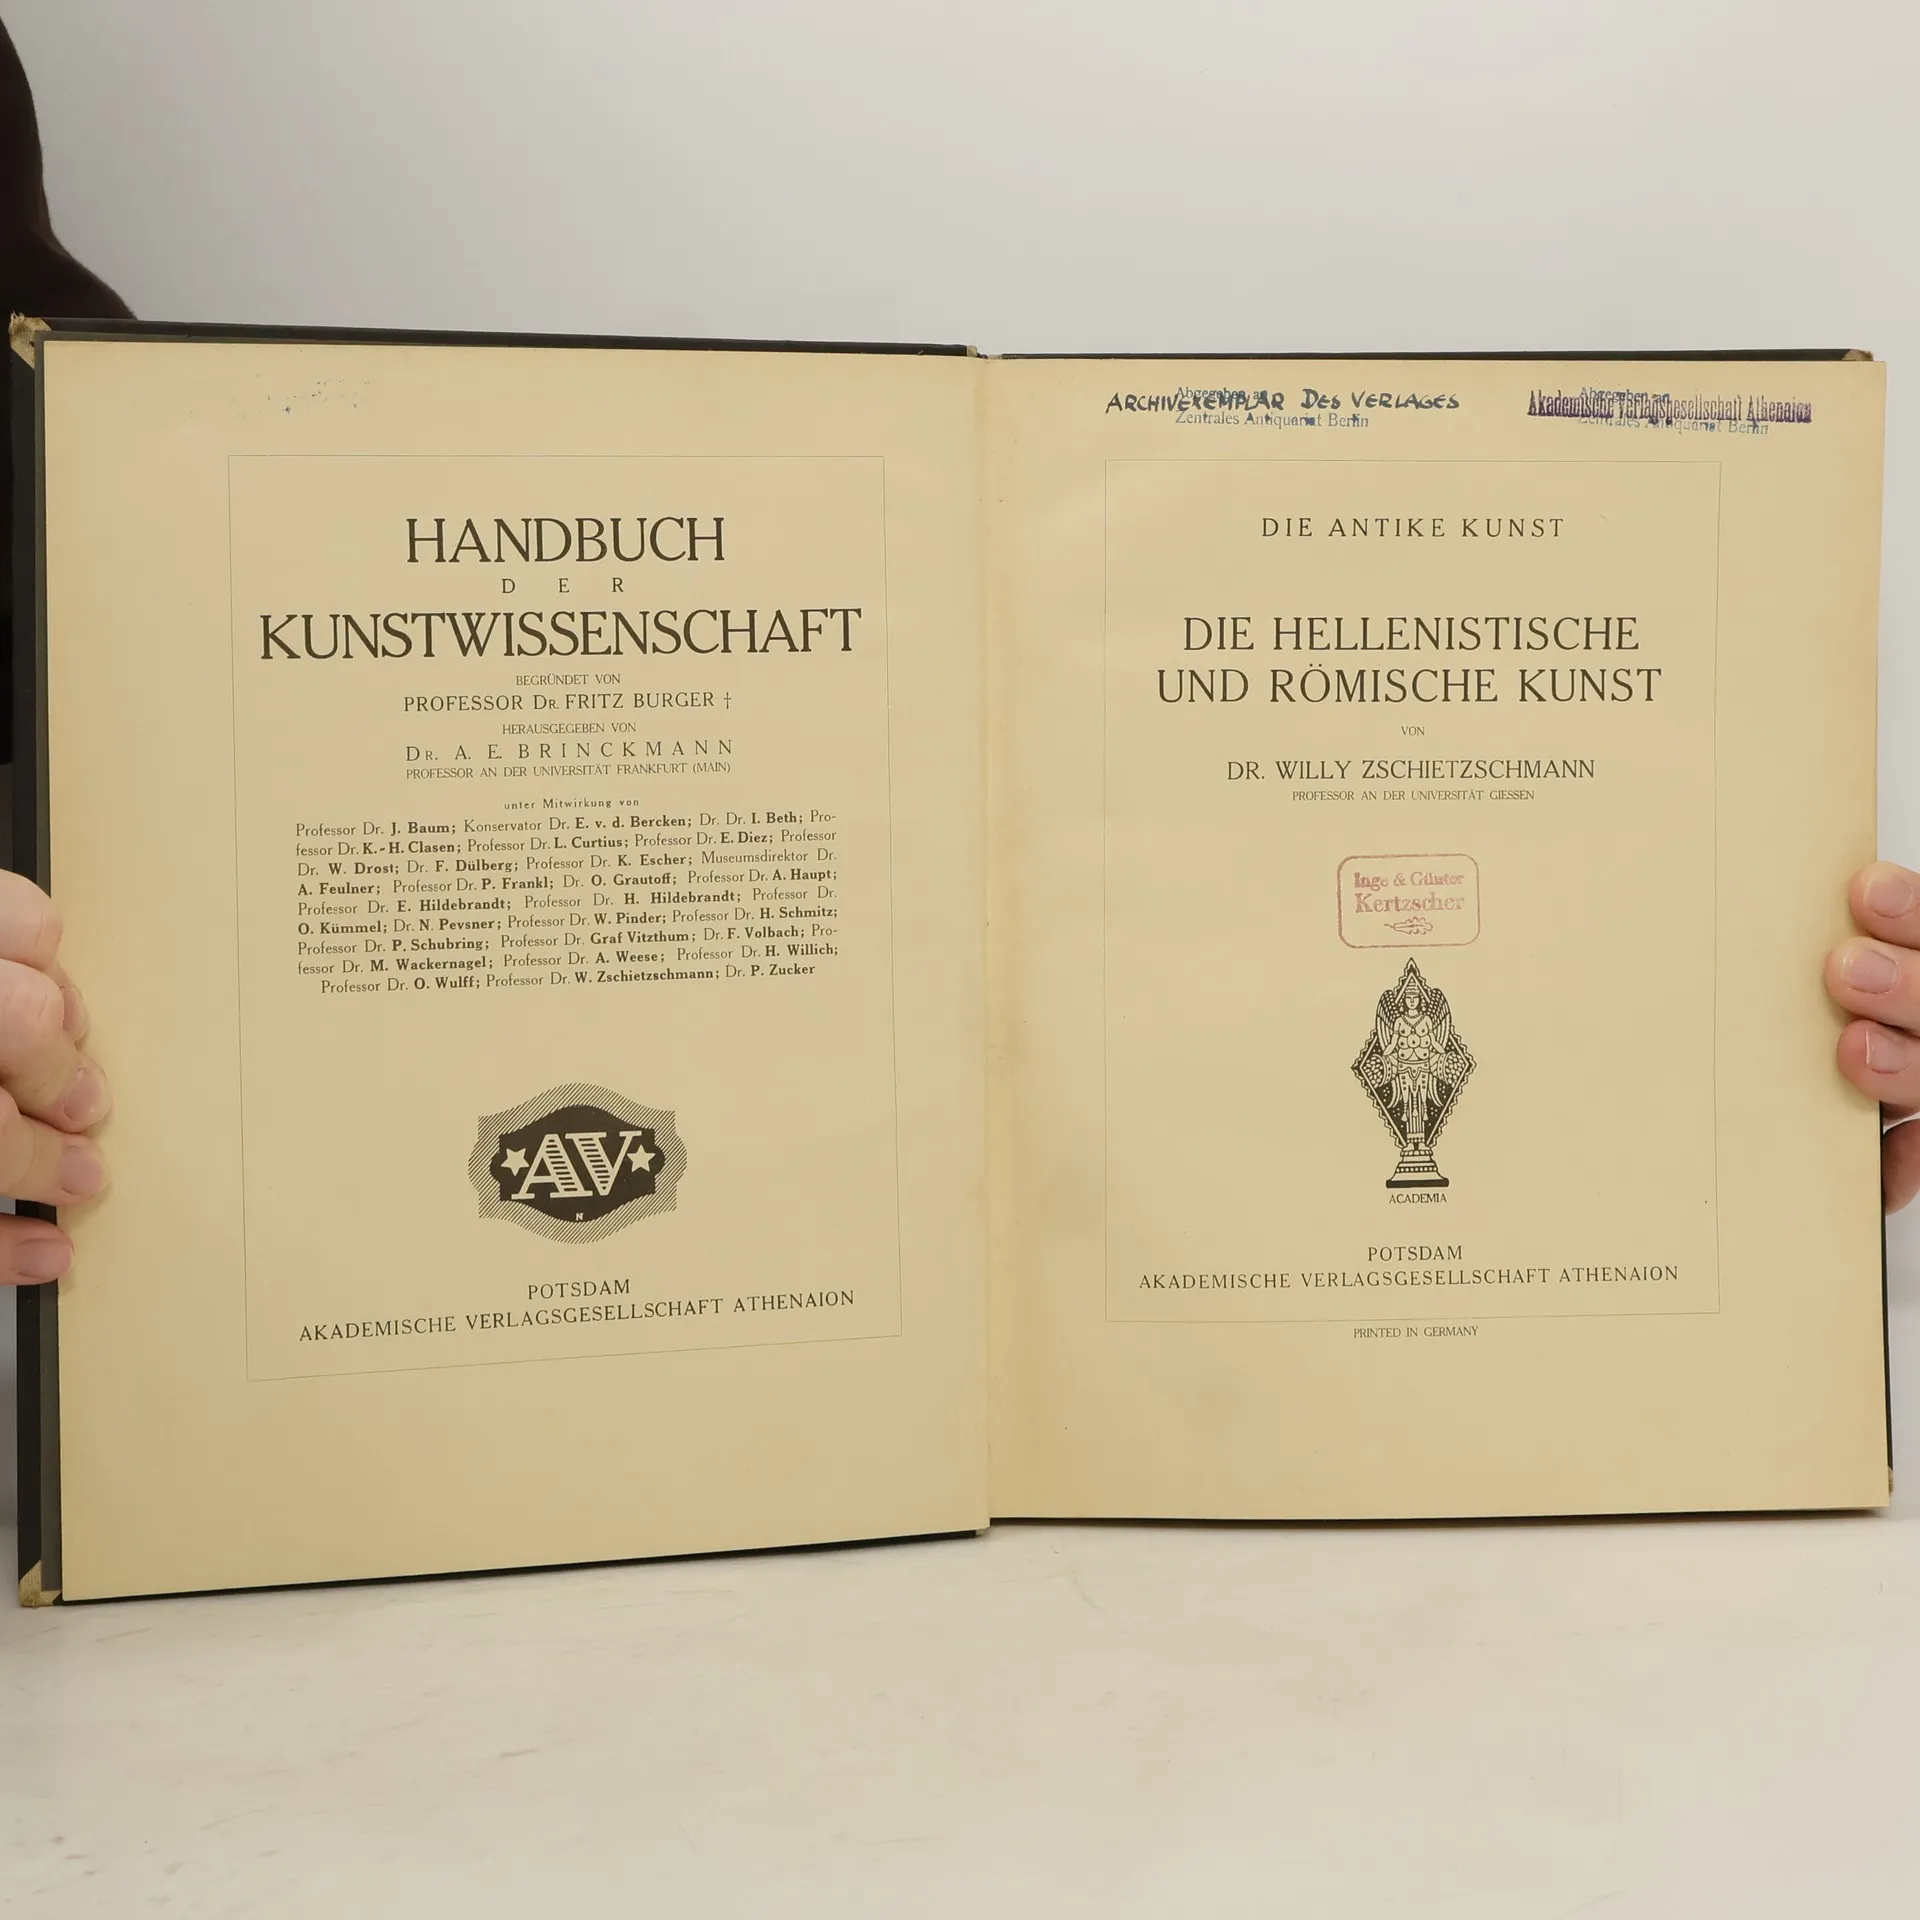 HANDBUCH
DER
KUNSTWISSENSCHAFT
BEGRÜNDET VON
PROFESSOR DR. FRITZ BURGER †
HERAUSGEGEBEN VON
DR. A. E. BRINCKMANN
PROFESSOR AN DER UNIVERSITÄT FRANKFURT (MAIN)
unter Mitwirkung von
Professor Dr. J. Baum; Konservator Dr. E. v. d. Bercken; Dr. Dr. I. Beth; Pro-
fessor Dr. K.-H. Clasen; Professor Dr. L. Curtius; Professor Dr. E. Diez; Professor
Dr. W. Drost; Dr. F. Dülberg; Professor Dr. K. Escher; Museumsdirektor Dr.
A. Feulner; Professor Dr. P. Frankl; Dr. O. Grautoff; Professor Dr. A. Haupt;
Professor Dr. E. Hildebrandt; Professor Dr. H. Hildebrandt; Professor Dr.
O. Kümmel; Dr. N. Pevsner; Professor Dr. W. Pinder; Professor Dr. H. Schmitz;
Professor Dr. P. Schubring; Professor Dr. Graf Vitzthum; Dr. F. Volbach; Pro-
fessor Dr. M. Wackernagel; Professor Dr. A. Weese; Professor Dr. H. Willich;
Professor Dr. O. Wulff; Professor Dr. W. Zschietzschmann; Dr. P. Zucker
AV
N
POTSDAM
AKADEMISCHE VERLAGSGESELLSCHAFT ATHENAION
Abgegeben an
ARCHIVEXEMPLAR DES VERLAGES
Zentrales Antiquariat Berlin
Abgegeben an
Akademische Verlagsgesellschaft Athenaion
Zentrales Antiquariat Berlin
DIE ANTIKE KUNST
DIE HELLENISTISCHE
UND RÖMISCHE KUNST
VON
DR. WILLY ZSCHIETZSCHMANN
PROFESSOR AN DER UNIVERSITÄT GIESSEN
Inge & Günter
Kertzscher
ACADEMIA
POTSDAM
AKADEMISCHE VERLAGSGESELLSCHAFT ATHENAION
PRINTED IN GERMANY